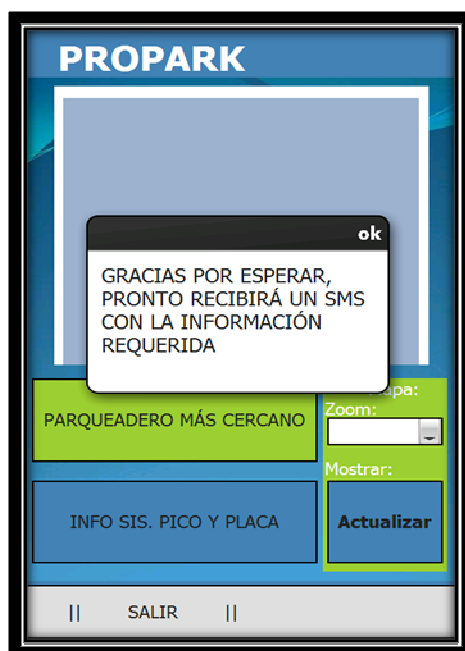 PROPARK
ok
GRACIAS POR ESPERAR,
PRONTO RECIBIRÁ UN SMS
CON LA INFORMACIÓN
REQUERIDA
PARQUEADERO MÁS CERCANO
Zoom:
Mostrar:
INFO SIS. PICO Y PLACA
Actualizar
|| SALIR ||